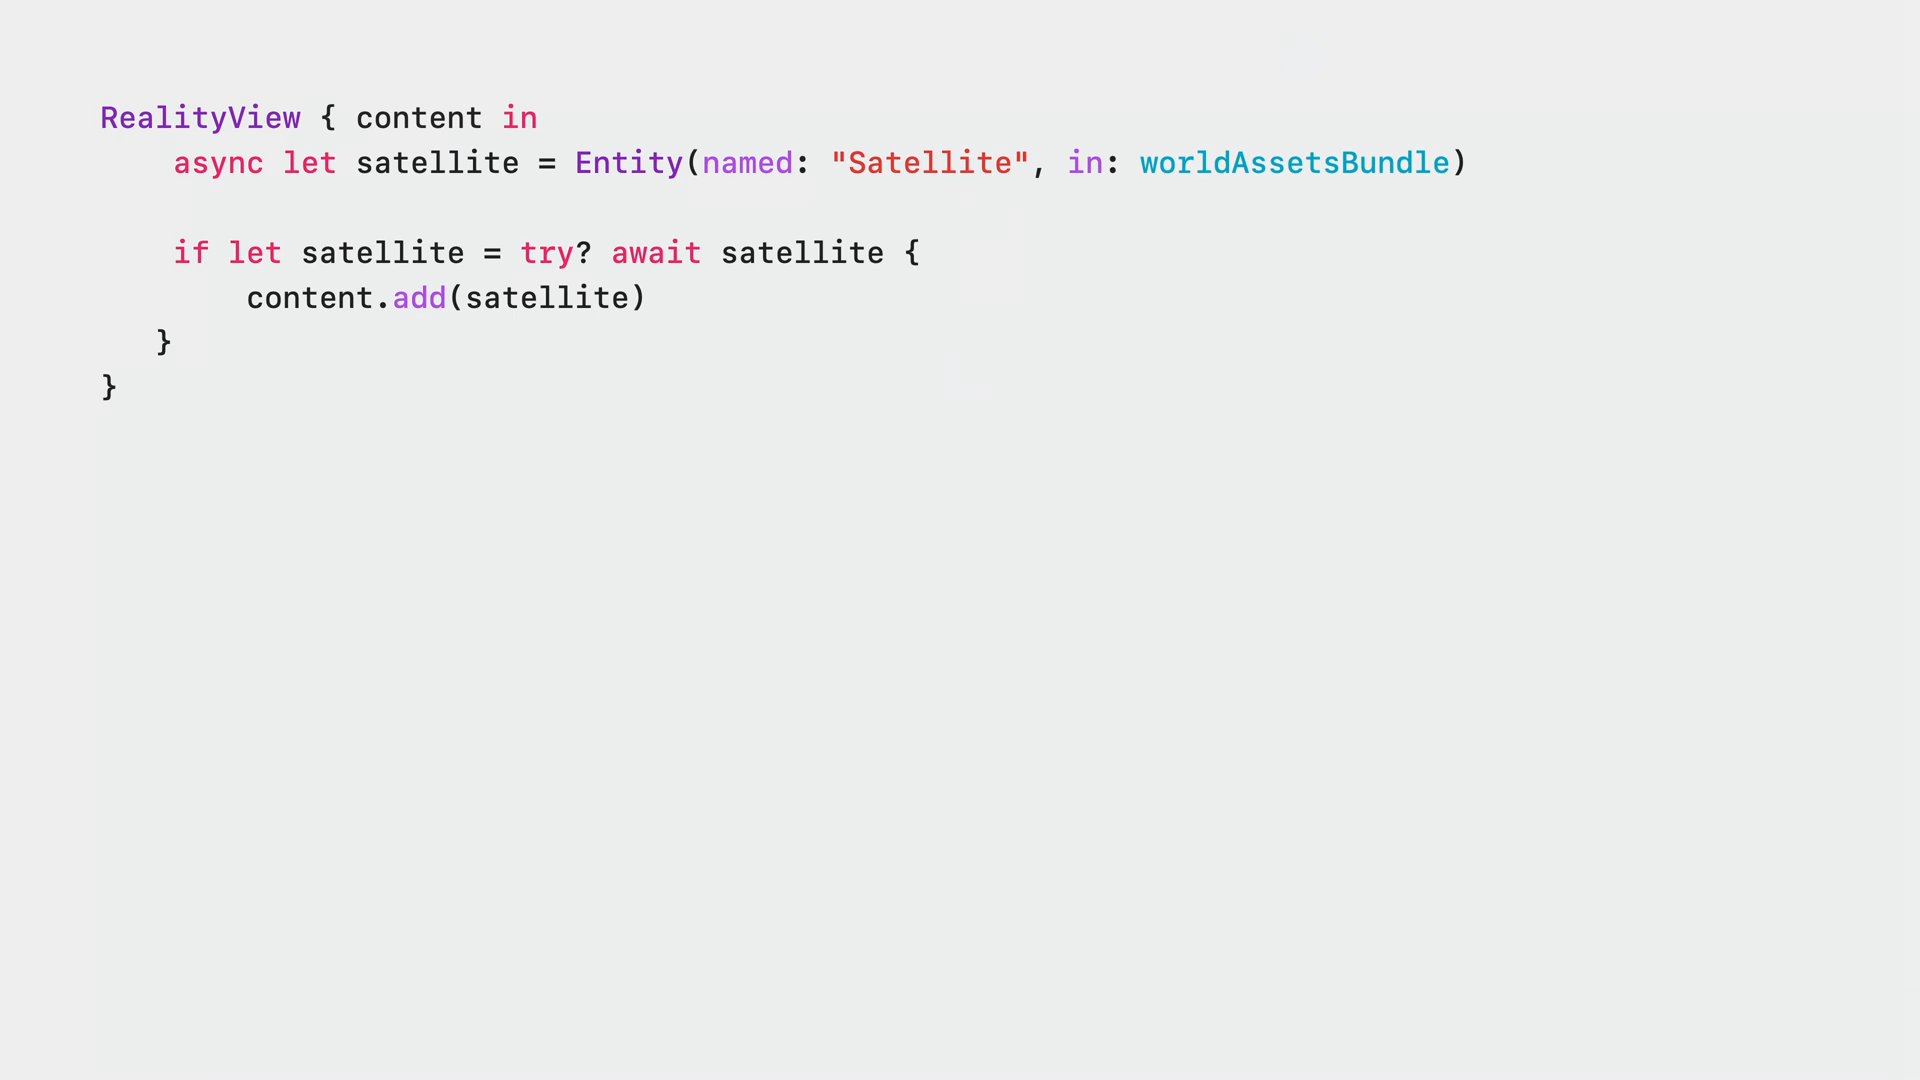 RealityView { content in
    async let satellite = Entity(named: "Satellite", in: worldAssetsBundle)

    if let satellite = try? await satellite {
        content.add(satellite)
   }
}